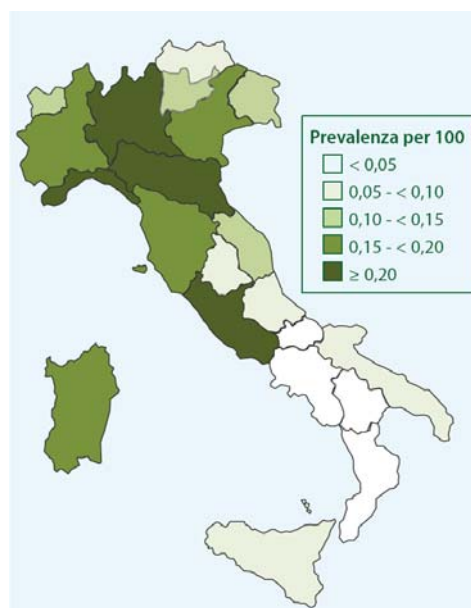 Prevalenza per 100
< 0,05
0,05 - < 0,10
0,10 - < 0,15
0,15 - < 0,20
≥ 0,20